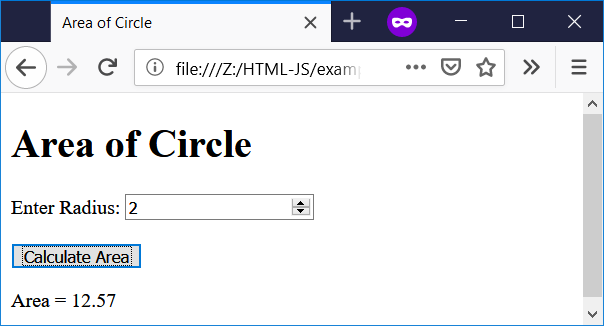 Area of Circle
file:///Z:/HTML-JS/examp
Area of Circle
Enter Radius: 2
Calculate Area
Area = 12.57